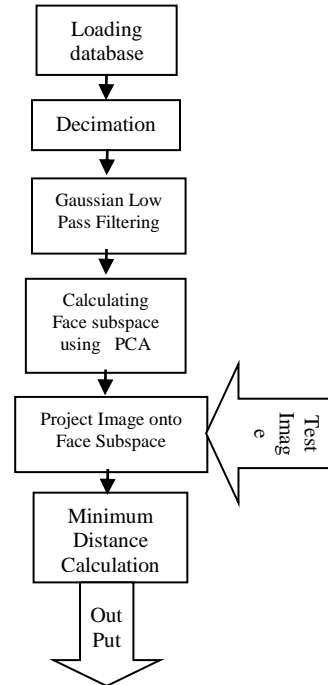 Loading
database
Decimation
Gaussian Low
Pass Filtering
Calculating
Face subspace
using PCA
Project Image onto
Face Subspace
Test
Imag
e
Minimum
Distance
Calculation
Out
Put